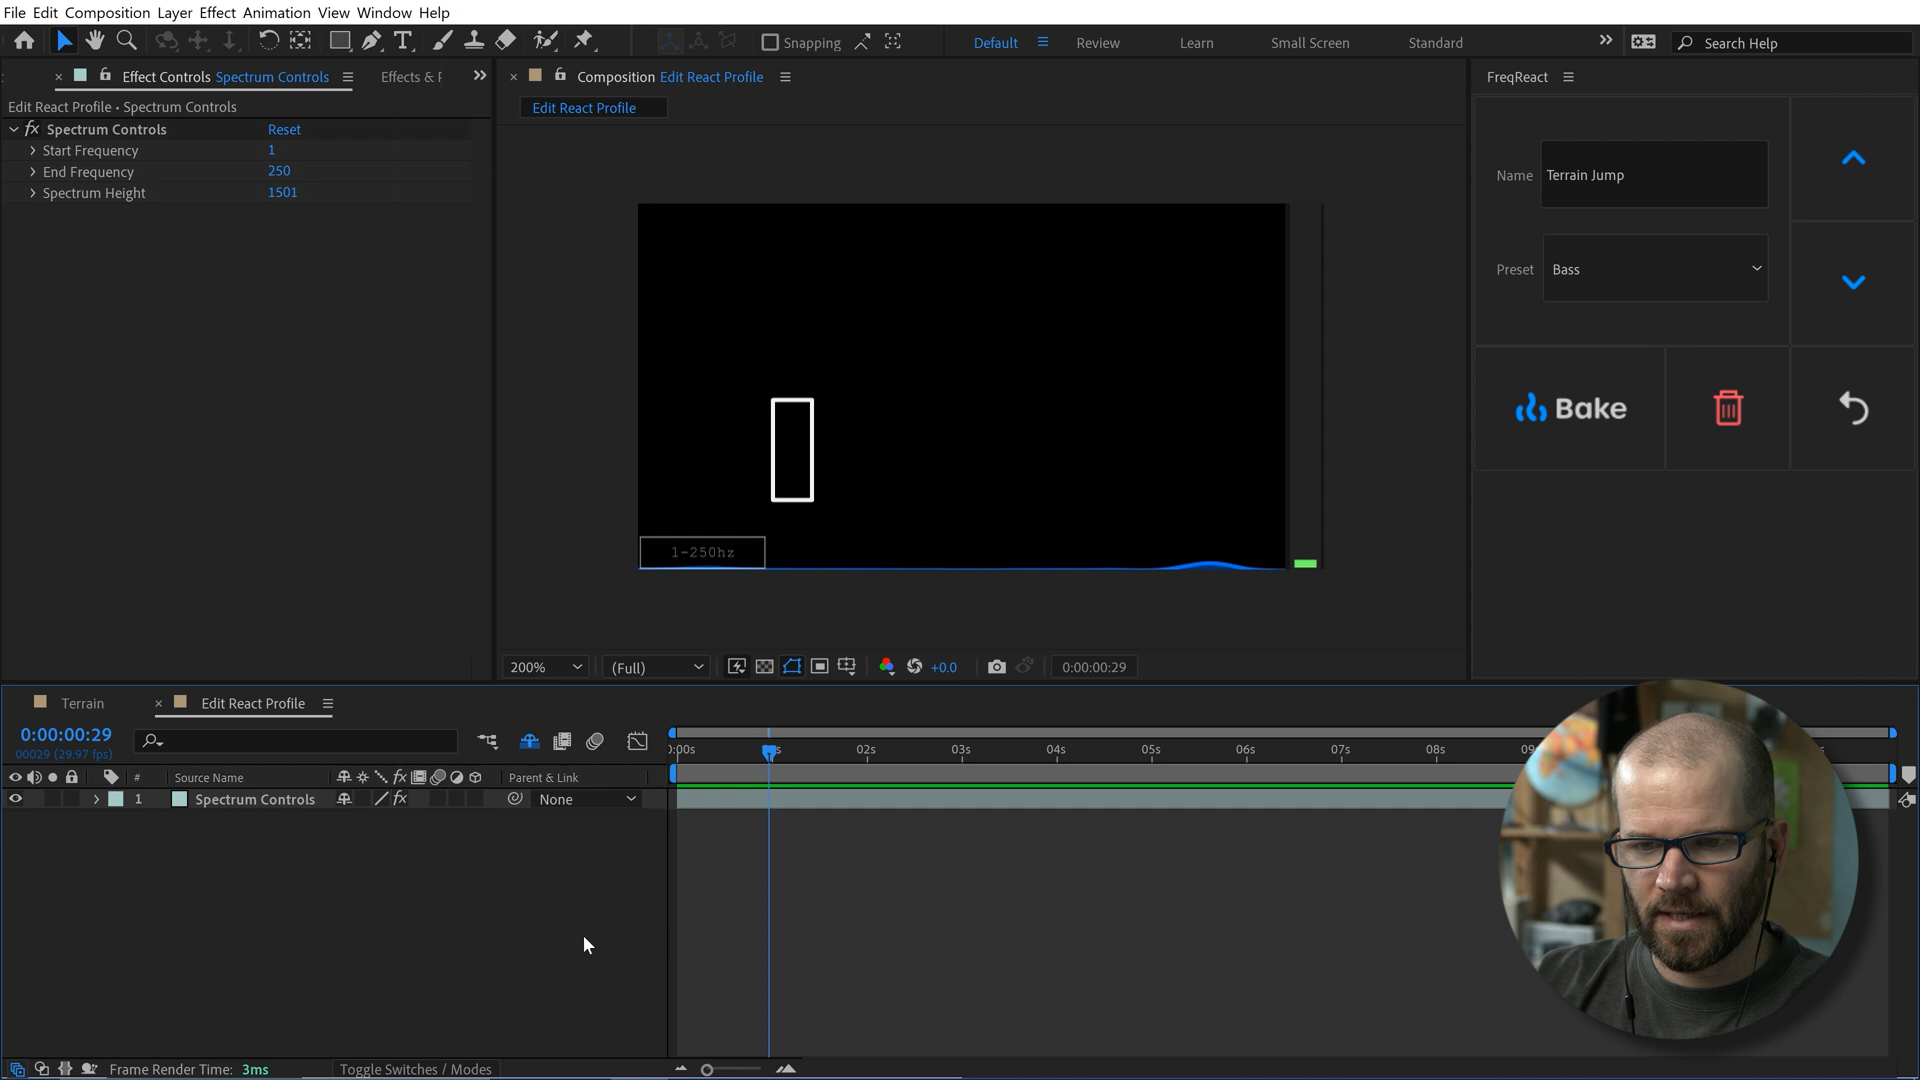 File Edit Composition Layer Effect Animation View Window Help
Snapping
Default
Review
Learn
Small Screen
Standard
Search Help
Effect Controls Spectrum Controls
Effects & P
Composition Edit React Profile
FreqReact
Edit React Profile • Spectrum Controls
Edit React Profile
fx Spectrum Controls Reset
Start Frequency 1
End Frequency 250
Spectrum Height 1501
Name Terrain Jump
Preset Bass
Bake
1-250hz
200%
(Full)
+0.0
0:00:00:29
Terrain
Edit React Profile
0:00:00:29
00029 (29.97 fps)
0:00s 02s 03s 04s 05s 06s 07s 08s
# Source Name fx Parent & Link
1 Spectrum Controls fx None
Frame Render Time: 3ms
Toggle Switches / Modes